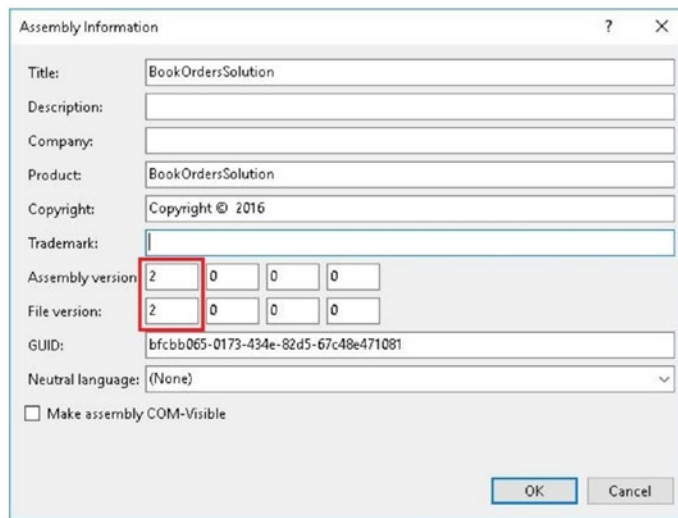 Assembly Information ? ×
Title: BookOrdersSolution
Description:
Company:
Product: BookOrdersSolution
Copyright: Copyright © 2016
Trademark:
Assembly version 2 0 0 0
File version: 2 0 0 0
GUID: bfcbb065-0173-434e-82d5-67c48e471081
Neutral language: (None)
Make assembly COM-Visible
OK Cancel